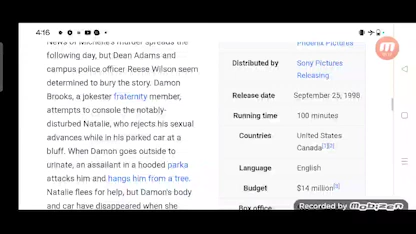 4:16
News of Michelle's murder spreads the
following day, but Dean Adams and
campus police officer Reese Wilson seem
determined to bury the story. Damon
Brooks, a jokester fraternity member,
attempts to console the notably-
disturbed Natalie, who rejects his sexual
advances while in his parked car at a
bluff. When Damon goes outside to
urinate, an assailant in a hooded parka
attacks him and hangs him from a tree.
Natalie flees for help, but Damon's body
and car have disappeared when she
Phoenix Pictures
Distributed by Sony Pictures
Releasing
Release date September 25, 1998
Running time 100 minutes
Countries United States
Canada[1][2]
Language English
Budget $14 million[3]
Box office
Recorded by MOBIZEN